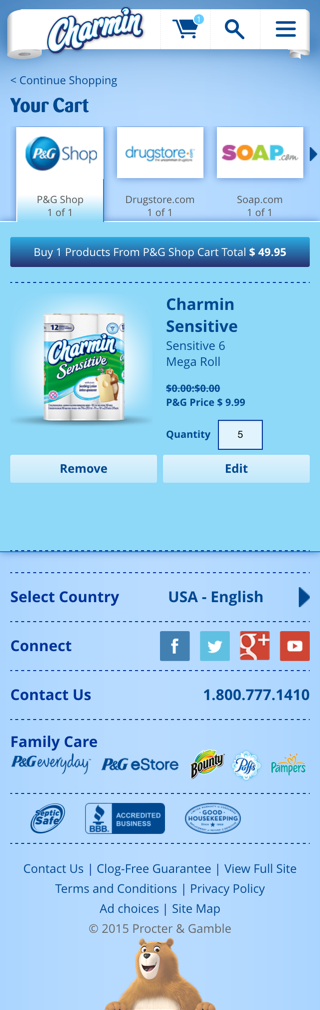 Charmin
1
< Continue Shopping
Your Cart
P&G Shop
drugstore
SOAP.com
P&G Shop
1 of 1
Drugstore.com
1 of 1
Soap.com
1 of 1
Buy 1 Products From P&G Shop Cart Total $ 49.95
12
Charmin
Sensitive
Charmin
Sensitive
Sensitive 6
Mega Roll
$0.00:$0.00
P&G Price $ 9.99
Quantity 5
Remove Edit
Select Country USA - English
Connect
f g+
Contact Us 1.800.777.1410
Family Care
P&G everyday P&G eStore Bounty Puffs Pampers
Septic Safe
BBB. ACCREDITED BUSINESS
GOOD HOUSEKEEPING
Contact Us | Clog-Free Guarantee | View Full Site
Terms and Conditions | Privacy Policy
Ad choices | Site Map
© 2015 Procter & Gamble